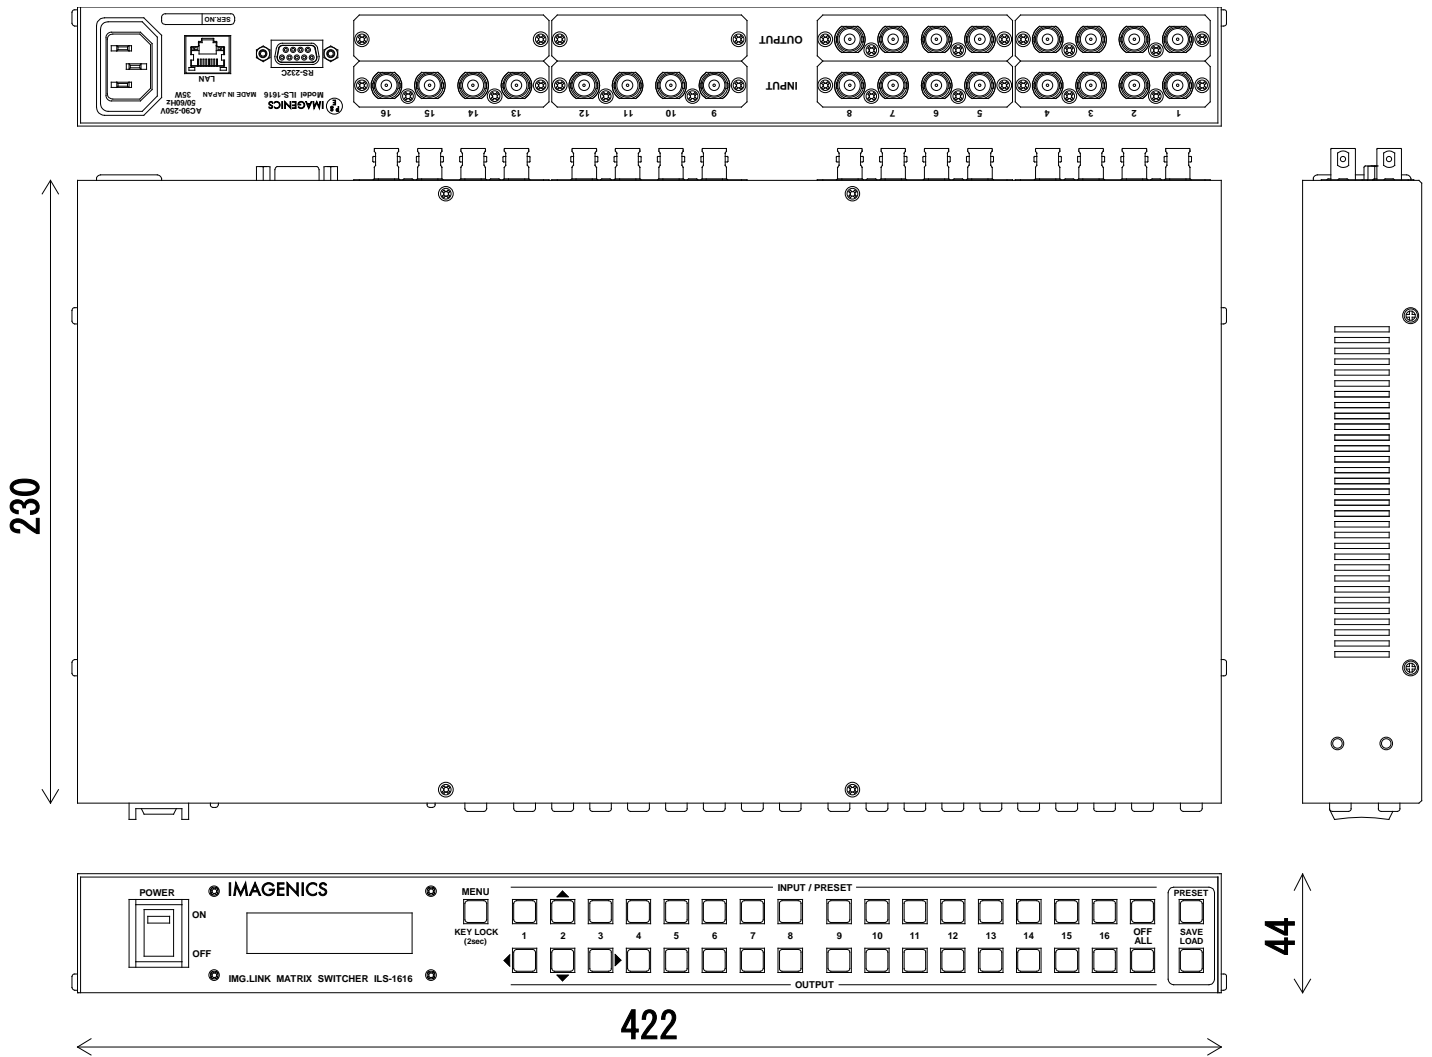 SER.NO
LAN
RS-232C
OUTPUT
INPUT
AC90-250V
50/60Hz
35W
MADE IN JAPAN
Model ILS-1616
IMAGENICS
P S E
16 15 14 13 12 11 10 9 8 7 6 5 4 3 2 1
230
POWER
ON
OFF
IMAGENICS
IMG.LINK MATRIX SWITCHER ILS-1616
MENU
KEY LOCK
(2sec)
INPUT / PRESET
1 2 3 4 5 6 7 8 9 10 11 12 13 14 15 16
OFF
ALL
OUTPUT
PRESET
SAVE
LOAD
44
422